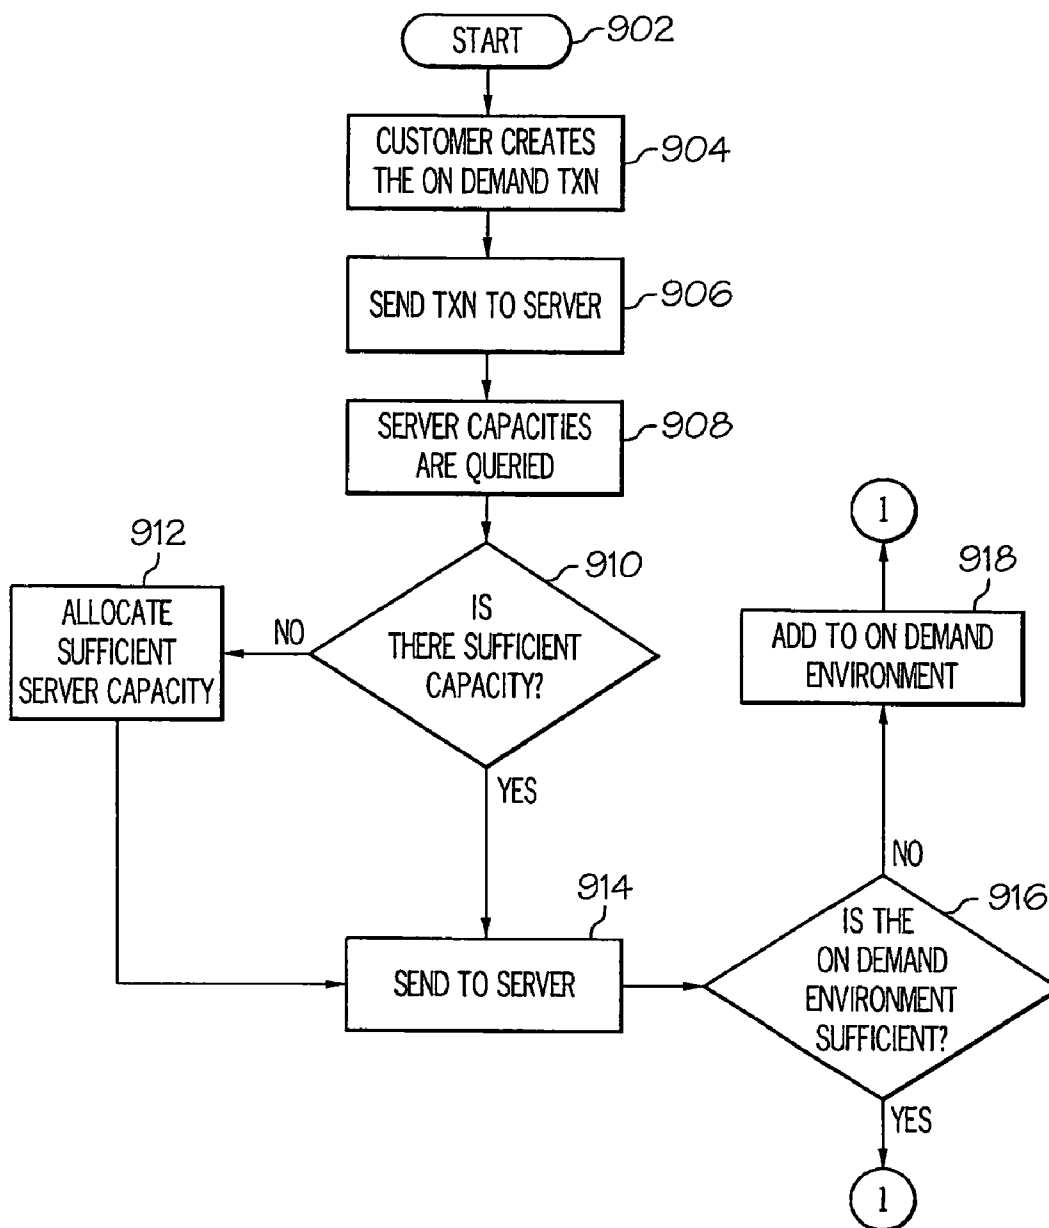 START
902
CUSTOMER CREATES
THE ON DEMAND TXN
904
SEND TXN TO SERVER
906
SERVER CAPACITIES
ARE QUERIED
908
910
IS
THERE SUFFICIENT
CAPACITY?
NO
912
ALLOCATE
SUFFICIENT
SERVER CAPACITY
YES
914
SEND TO SERVER
916
IS THE
ON DEMAND
ENVIRONMENT
SUFFICIENT?
NO
918
ADD TO ON DEMAND
ENVIRONMENT
1
YES
1